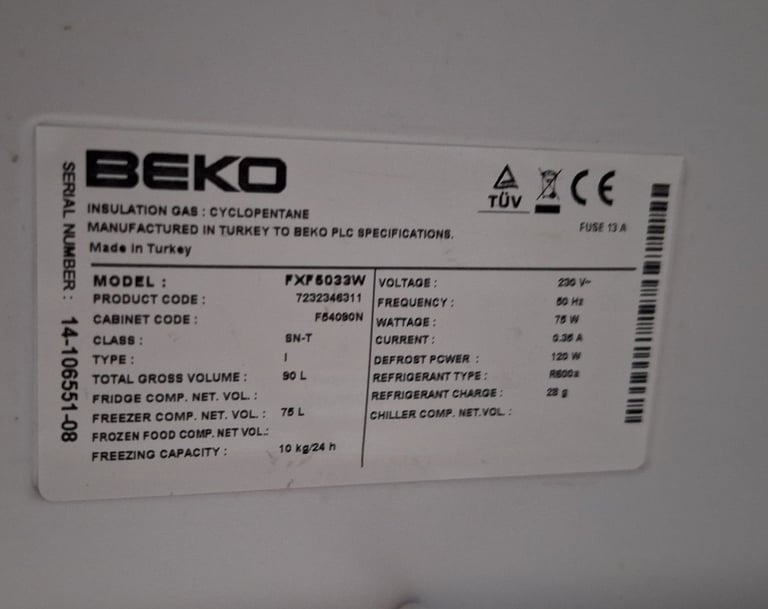 BEKO
INSULATION GAS : CYCLOPENTANE
MANUFACTURED IN TURKEY TO BEKO PLC SPECIFICATIONS.
Made in Turkey
TÜV
CE
FUSE 13 A
SERIAL NUMBER : 14-106551-08
MODEL : FXF5033W
PRODUCT CODE : 7232346311
CABINET CODE : F54090N
CLASS : SN-T
TYPE : I
TOTAL GROSS VOLUME : 90 L
FRIDGE COMP. NET. VOL. :
FREEZER COMP. NET. VOL. : 75 L
FROZEN FOOD COMP. NET VOL.:
FREEZING CAPACITY : 10 kg/24 h
VOLTAGE : 230 V~
FREQUENCY : 50 Hz
WATTAGE : 75 W
CURRENT : 0.35 A
DEFROST POWER : 120 W
REFRIGERANT TYPE : R600a
REFRIGERANT CHARGE : 28 g
CHILLER COMP. NET.VOL. :